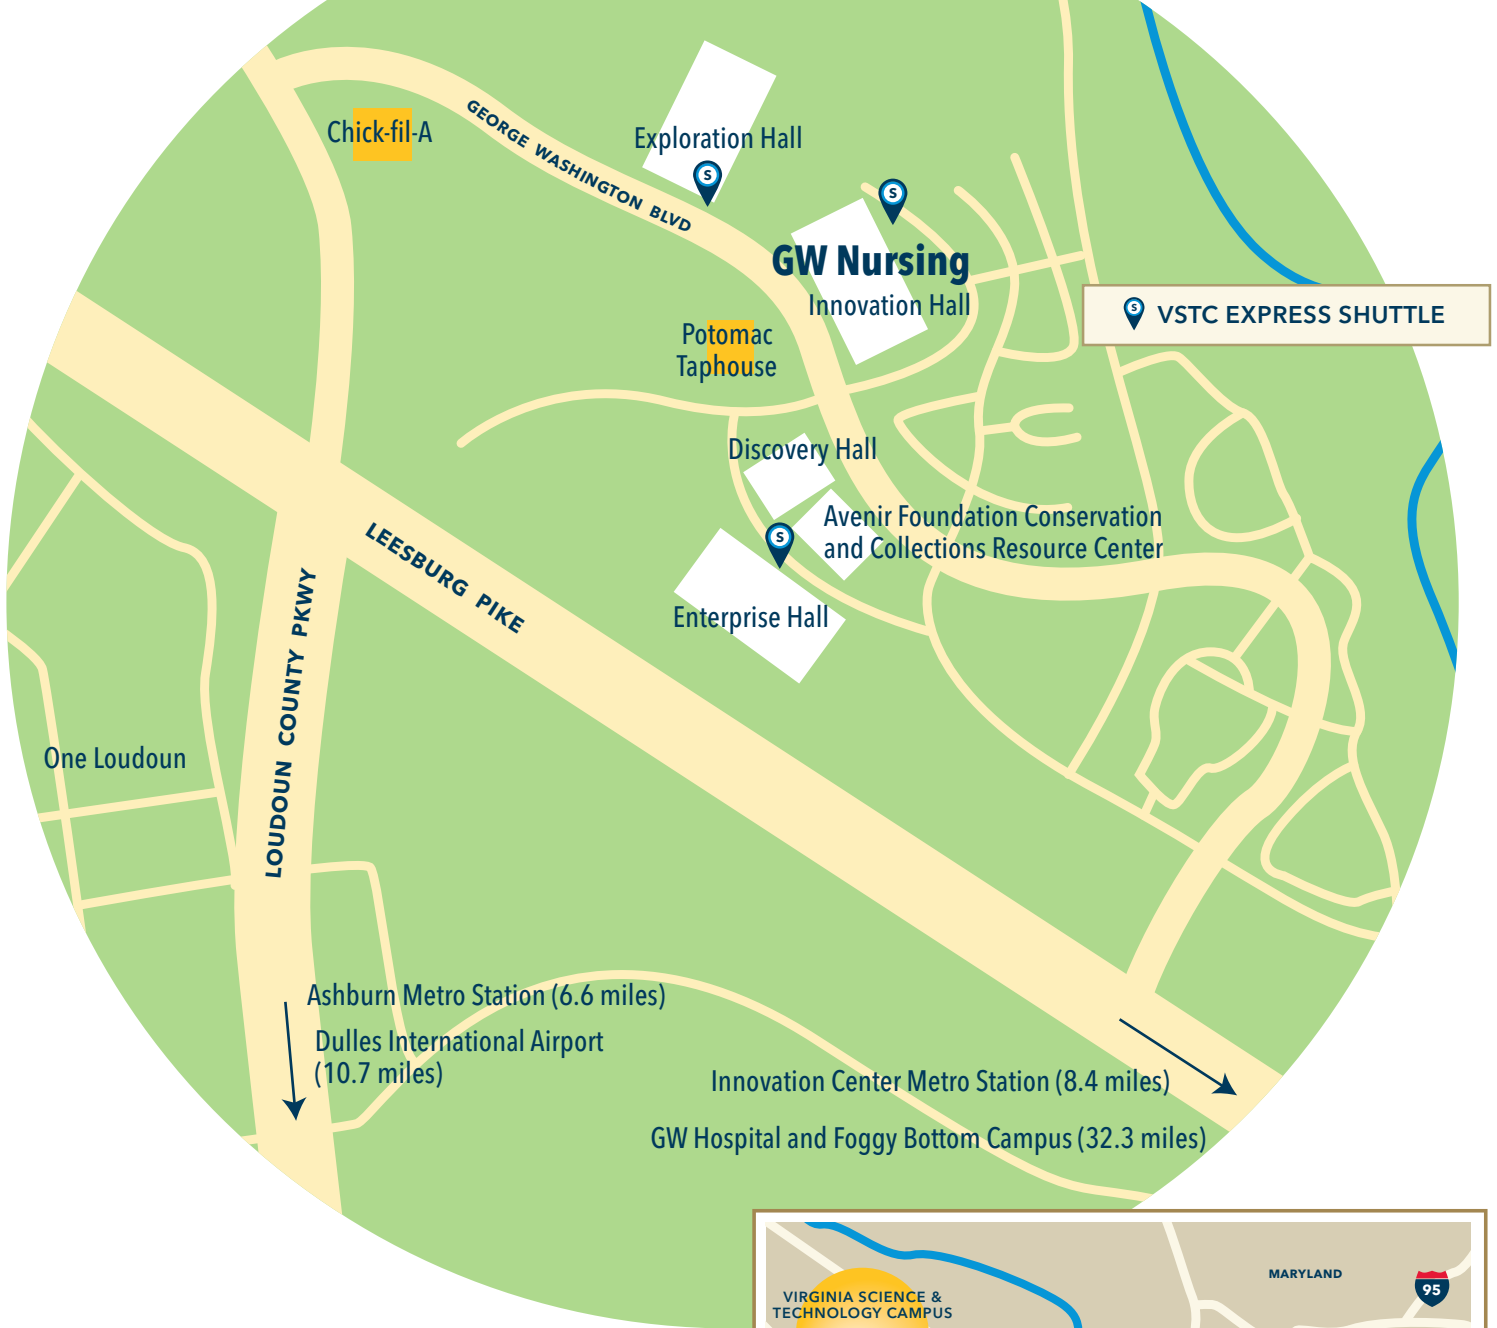 Chick-fil-A
GEORGE WASHINGTON BLVD
Exploration Hall
S
S
GW Nursing
Innovation Hall
S VSTC EXPRESS SHUTTLE
Potomac
Taphouse
Discovery Hall
Avenir Foundation Conservation
and Collections Resource Center
S
Enterprise Hall
LEESBURG PIKE
LOUDOUN COUNTY PKWY
One Loudoun
Ashburn Metro Station (6.6 miles)
Dulles International Airport
(10.7 miles)
Innovation Center Metro Station (8.4 miles)
GW Hospital and Foggy Bottom Campus (32.3 miles)
MARYLAND
95
VIRGINIA SCIENCE &
TECHNOLOGY CAMPUS